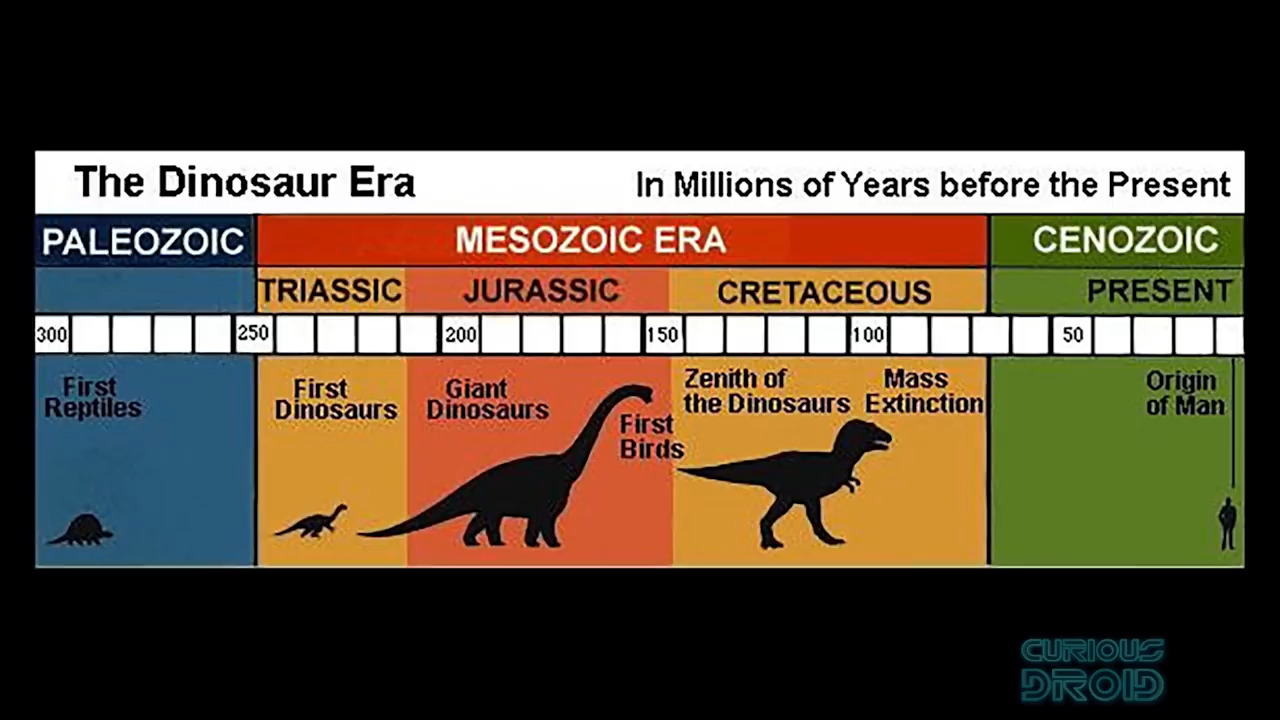 The Dinosaur Era
In Millions of Years before the Present
PALEOZOIC
MESOZOIC ERA
CENOZOIC
TRIASSIC
JURASSIC
CRETACEOUS
PRESENT
300
250
200
150
100
50
First
Reptiles
First
Dinosaurs
Giant
Dinosaurs
First
Birds
Zenith of
the Dinosaurs
Mass
Extinction
Origin
of Man
CURIOUS
DROID